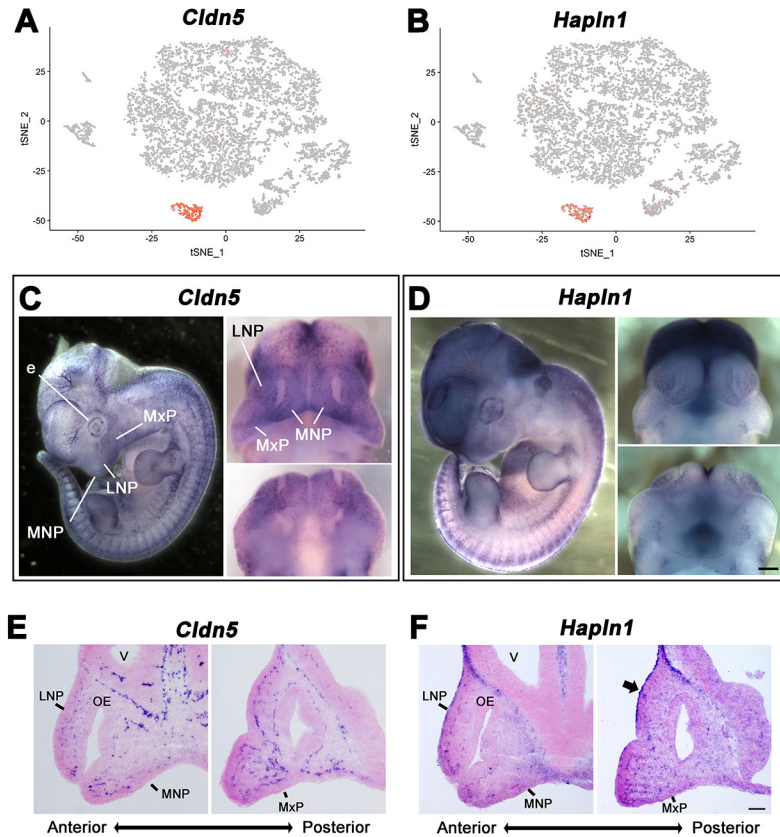 A
Cldn5
B
Hapln1
tSNE_2
25
0
-25
-50
-50
-25
0
25
tSNE_1
tSNE_2
25
0
-25
-50
-50
-25
0
25
tSNE_1
C
Cldn5
D
Hapln1
e
MxP
LNP
MNP
LNP
MxP
MNP
E
Cldn5
F
Hapln1
V
LNP
OE
MNP
MxP
V
LNP
OE
MNP
MxP
Anterior
Posterior
Anterior
Posterior